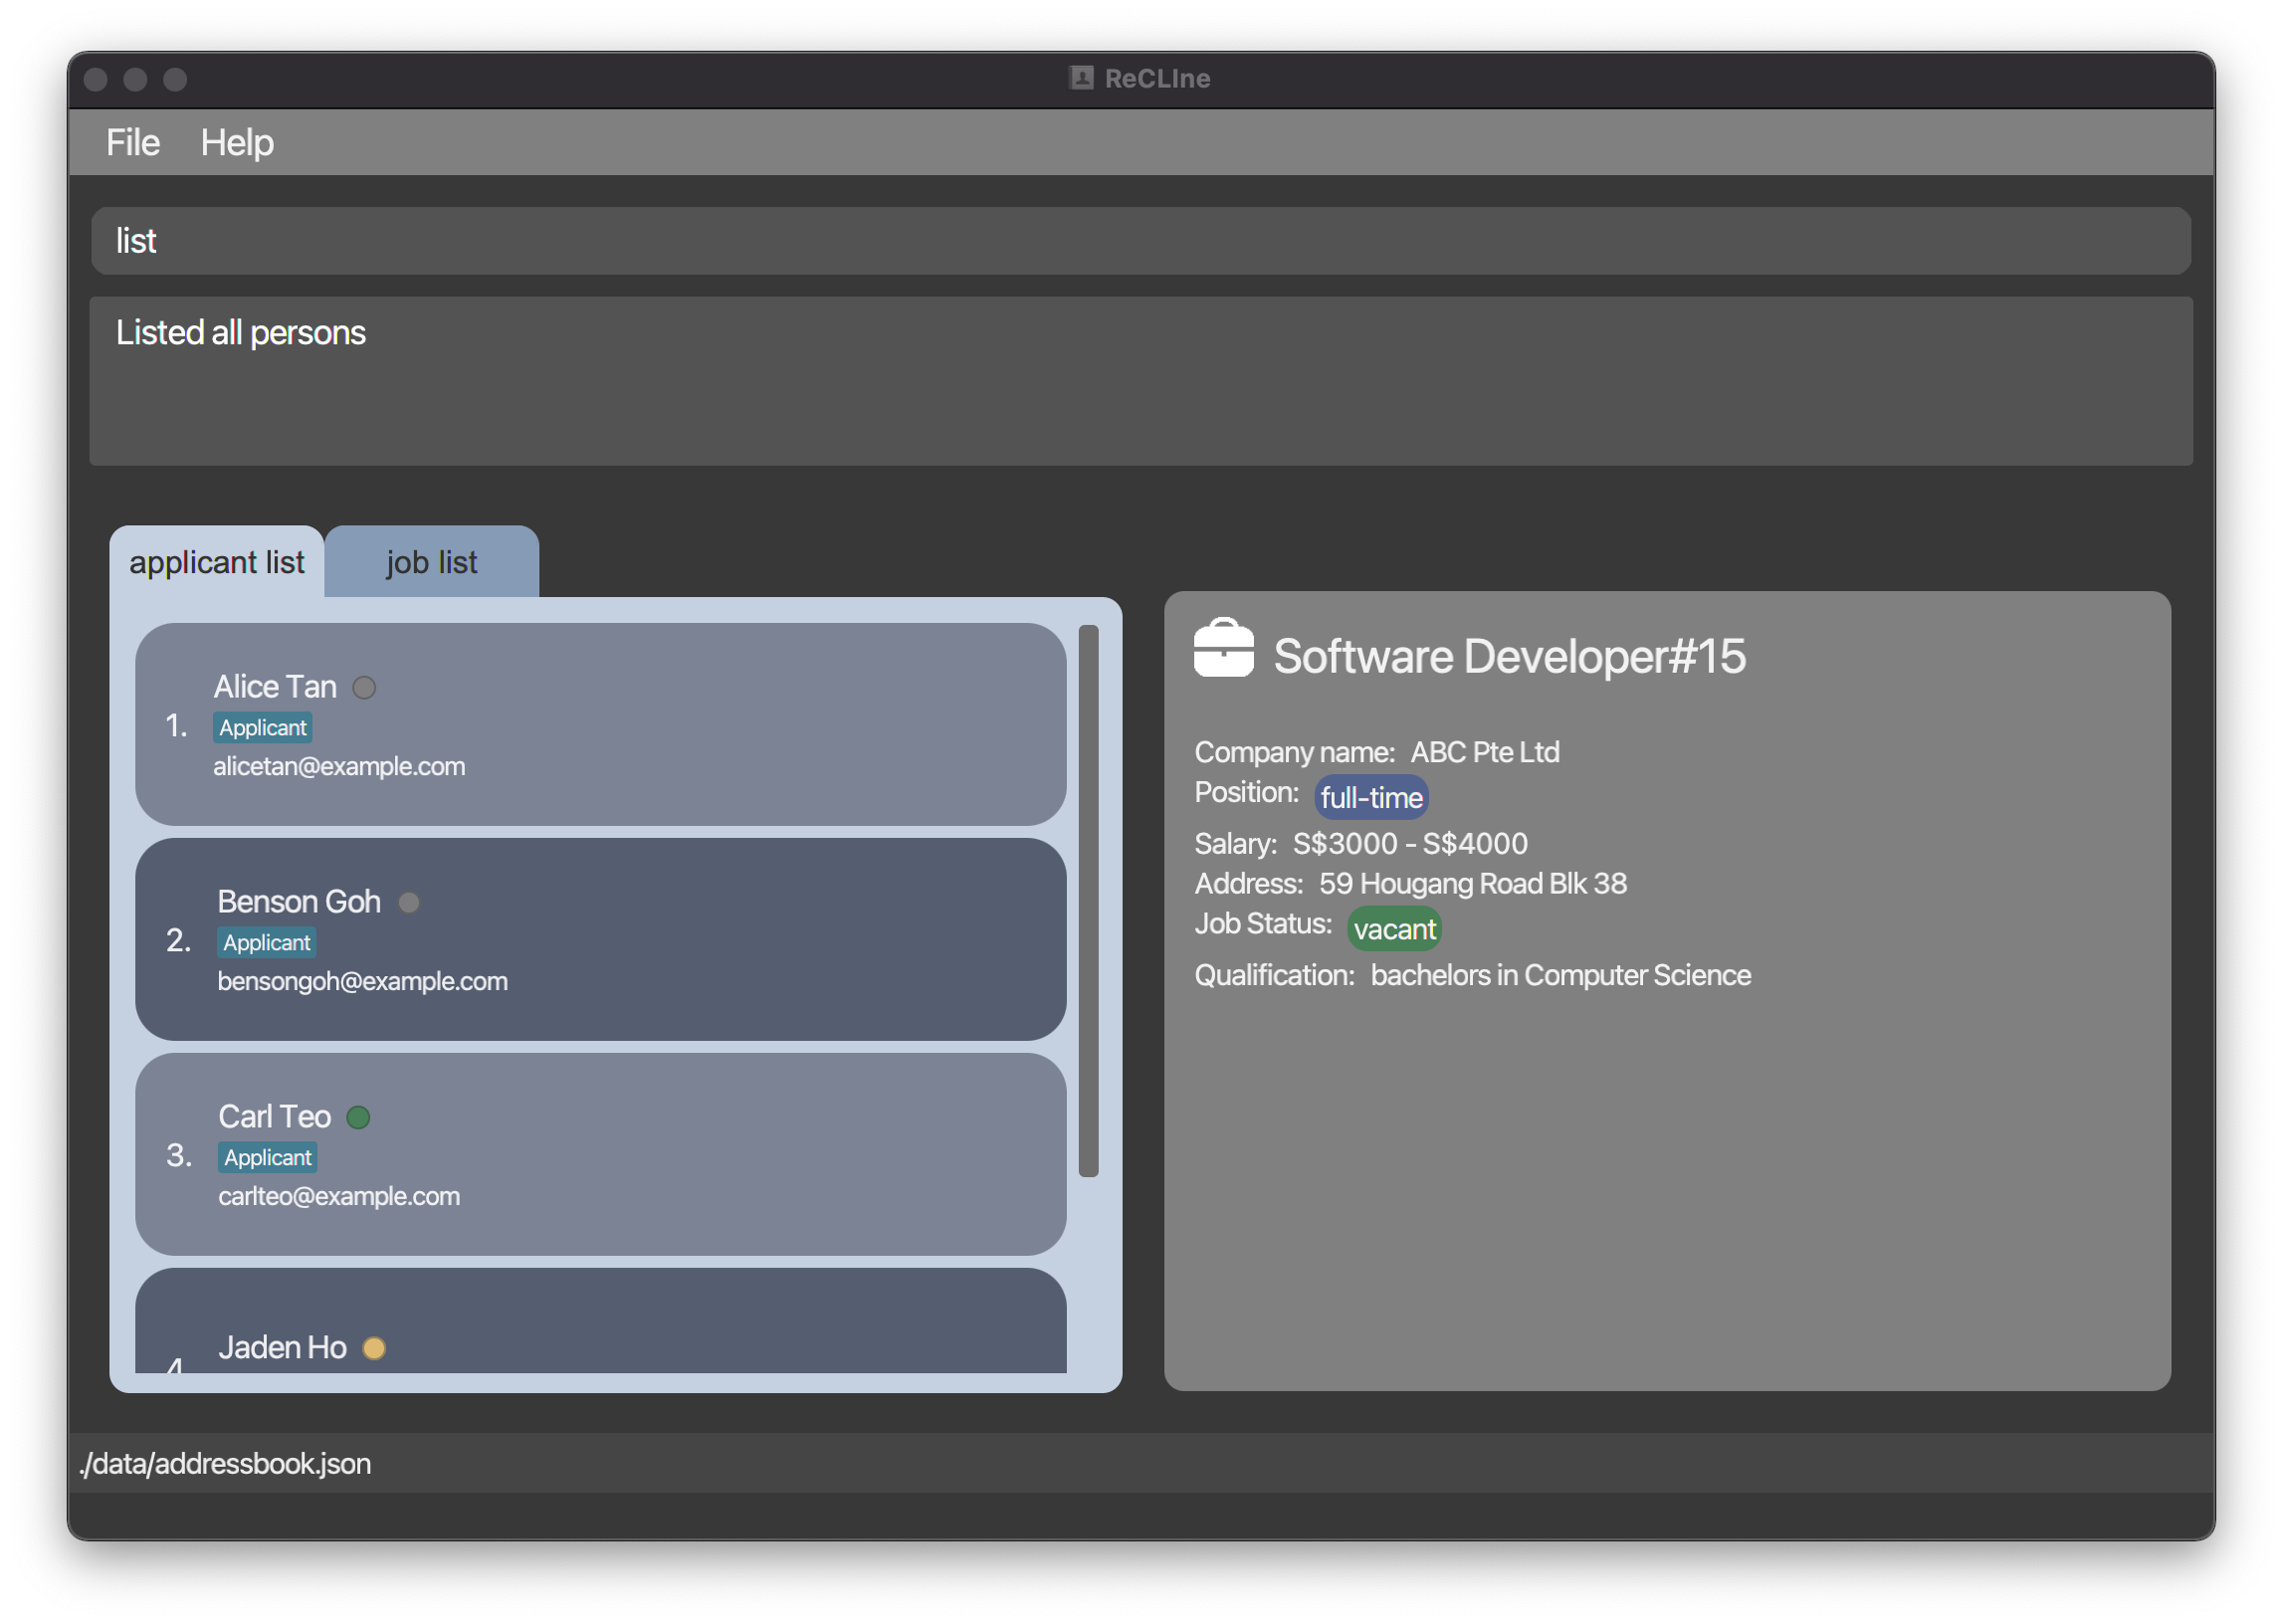 ReCLIne
File Help
list
Listed all persons
applicant list job list
1. Alice Tan
Applicant
alicetan@example.com
2. Benson Goh
Applicant
bensongoh@example.com
3. Carl Teo
Applicant
carlteo@example.com
4. Jaden Ho
Software Developer#15
Company name: ABC Pte Ltd
Position: full-time
Salary: S$3000 - S$4000
Address: 59 Hougang Road Blk 38
Job Status: vacant
Qualification: bachelors in Computer Science
./data/addressbook.json